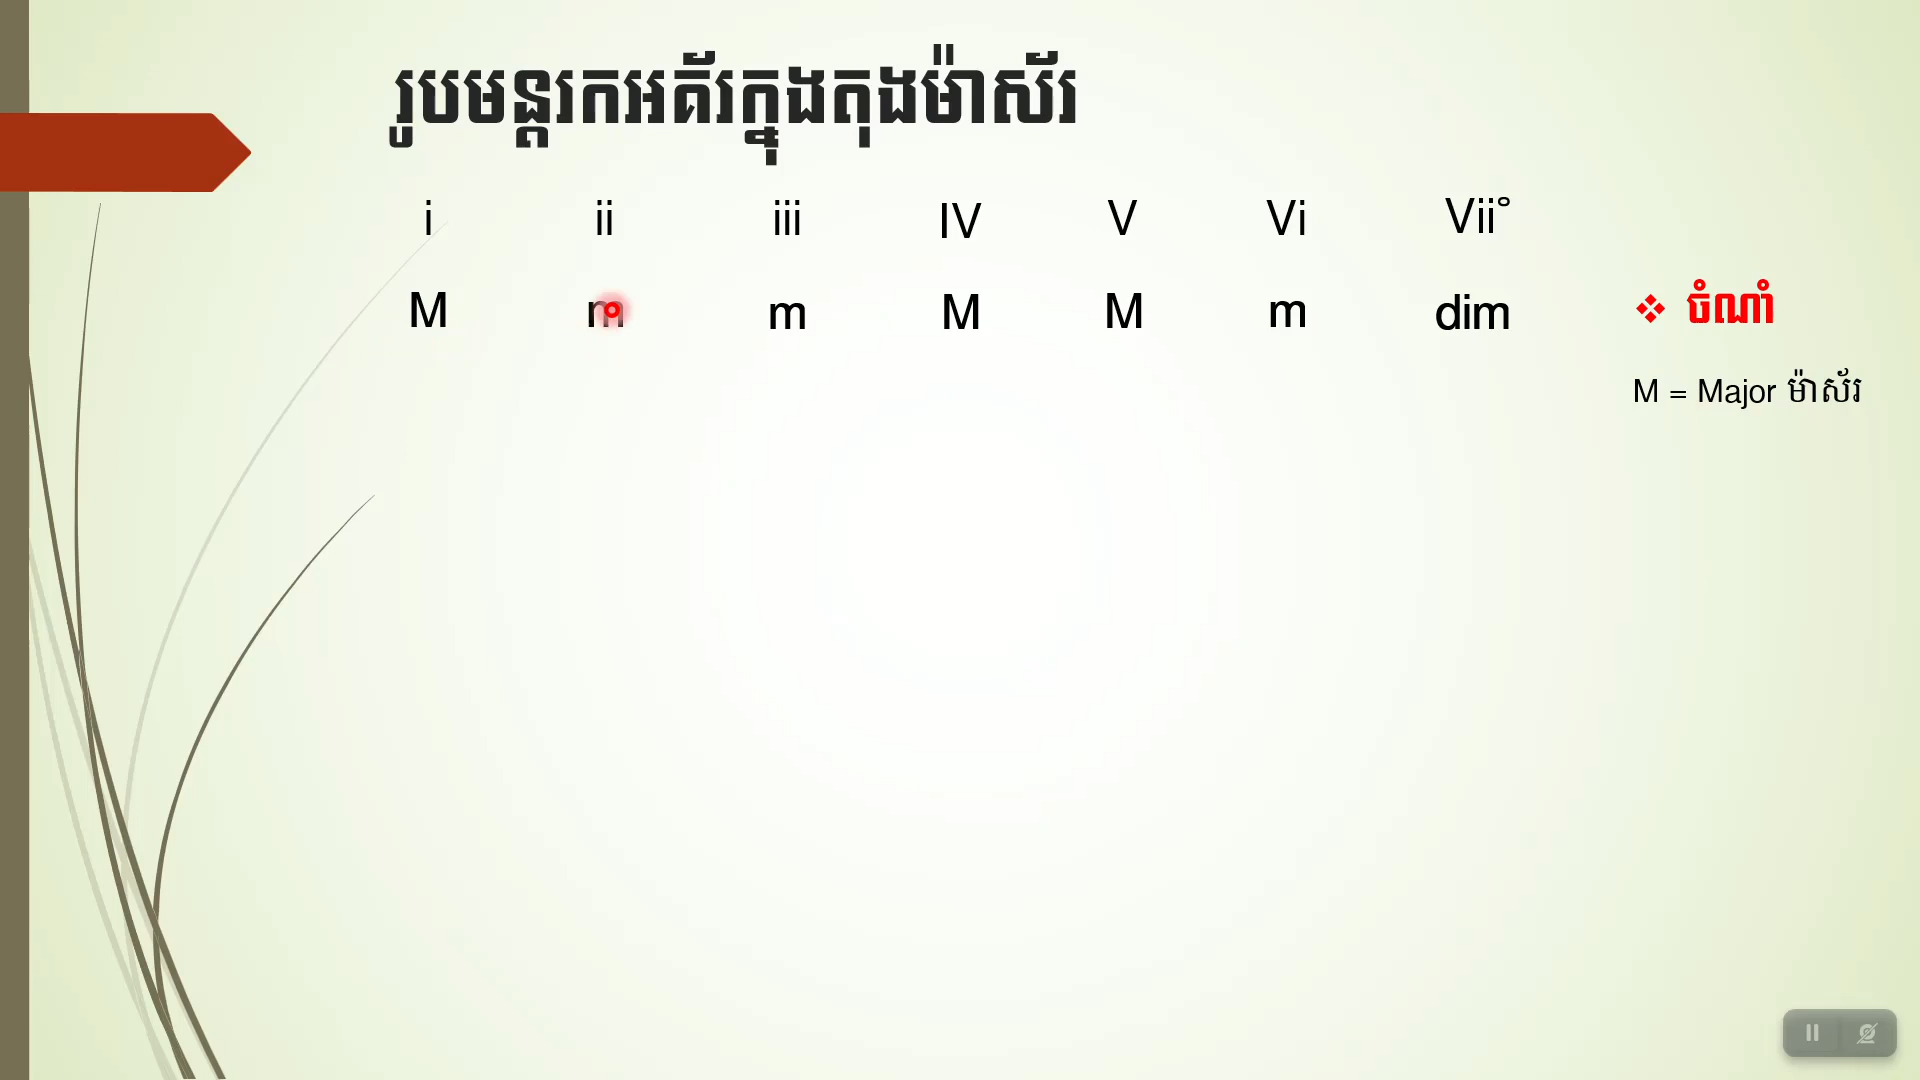 រូបមន្តរកអគ័រក្នុងតុងម៉ាស័រ
i ii iii IV V Vi Vii°
M m m M M m dim
❖ ចំណាំ
M = Major ម៉ាស័រ